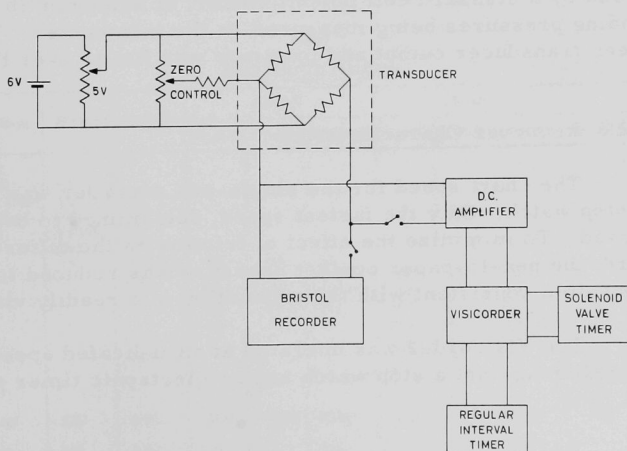 6V
5V
ZERO
CONTROL
TRANSDUCER
D.C.
AMPLIFIER
BRISTOL
RECORDER
VISICORDER
SOLENOID
VALVE
TIMER
REGULAR
INTERVAL
TIMER